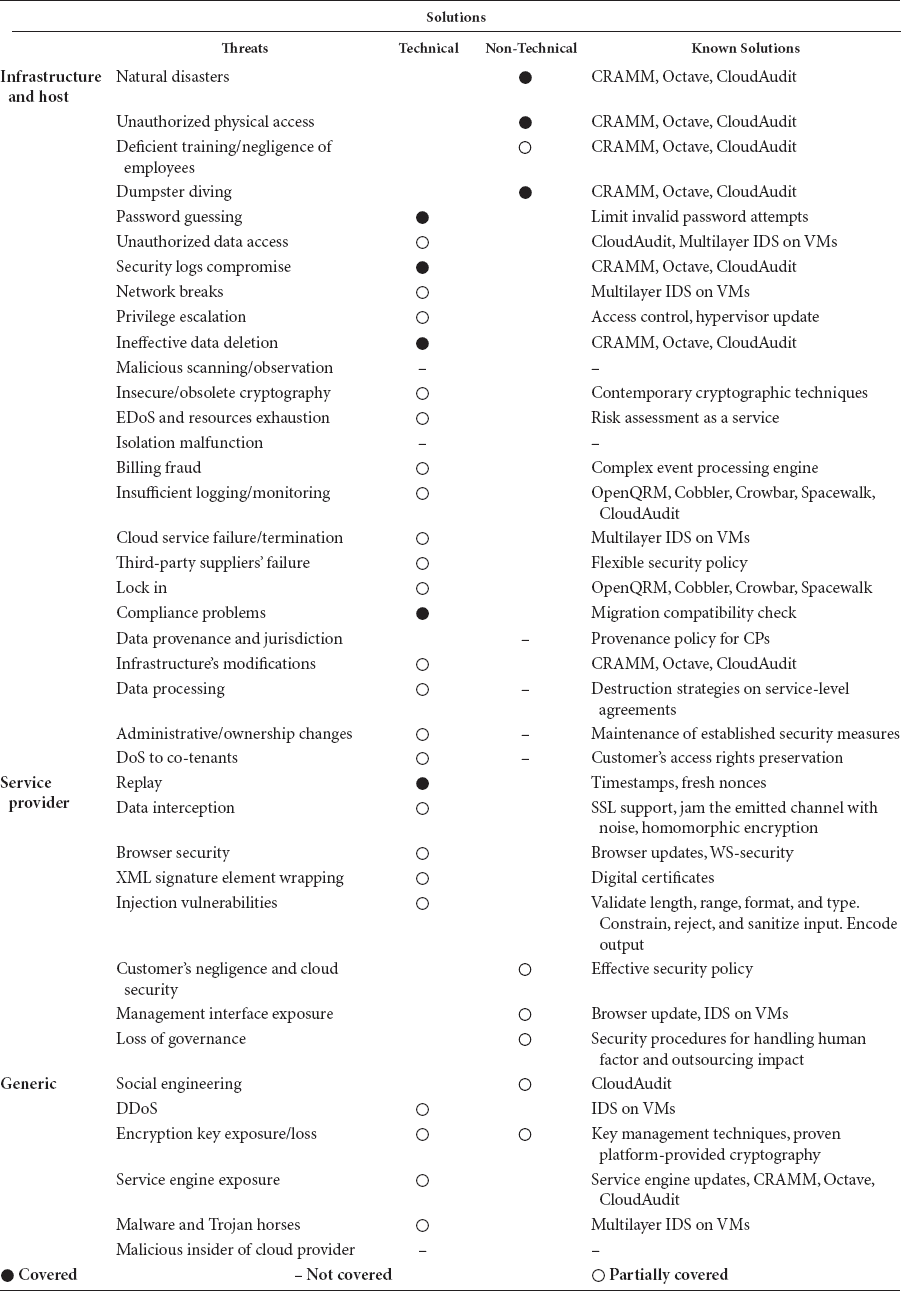 Solutions
Threats Technical Non-Technical Known Solutions
Infrastructure Natural disasters ● CRAMM, Octave, CloudAudit
and host
Unauthorized physical access ● CRAMM, Octave, CloudAudit
Deficient training/negligence of ○ CRAMM, Octave, CloudAudit
employees
Dumpster diving ● CRAMM, Octave, CloudAudit
Password guessing ● Limit invalid password attempts
Unauthorized data access ○ CloudAudit, Multilayer IDS on VMs
Security logs compromise ● CRAMM, Octave, CloudAudit
Network breaks ○ Multilayer IDS on VMs
Privilege escalation ○ Access control, hypervisor update
Ineffective data deletion ● CRAMM, Octave, CloudAudit
Malicious scanning/observation – –
Insecure/obsolete cryptography ○ Contemporary cryptographic techniques
EDoS and resources exhaustion ○ Risk assessment as a service
Isolation malfunction – –
Billing fraud ○ Complex event processing engine
Insufficient logging/monitoring ○ OpenQRM, Cobbler, Crowbar, Spacewalk,
CloudAudit
Cloud service failure/termination ○ Multilayer IDS on VMs
Third-party suppliers’ failure ○ Flexible security policy
Lock in ○ OpenQRM, Cobbler, Crowbar, Spacewalk
Compliance problems ● Migration compatibility check
Data provenance and jurisdiction – Provenance policy for CPs
Infrastructure’s modifications ○ CRAMM, Octave, CloudAudit
Data processing ○ – Destruction strategies on service-level
agreements
Administrative/ownership changes ○ – Maintenance of established security measures
DoS to co-tenants ○ – Customer’s access rights preservation
Service Replay ● Timestamps, fresh nonces
provider Data interception ○ SSL support, jam the emitted channel with
noise, homomorphic encryption
Browser security ○ Browser updates, WS-security
XML signature element wrapping ○ Digital certificates
Injection vulnerabilities ○ Validate length, range, format, and type.
Constrain, reject, and sanitize input. Encode
output
Customer’s negligence and cloud ○ Effective security policy
security
Management interface exposure ○ Browser update, IDS on VMs
Loss of governance ○ Security procedures for handling human
factor and outsourcing impact
Generic Social engineering ○ CloudAudit
DDoS ○ IDS on VMs
Encryption key exposure/loss ○ ○ Key management techniques, proven
platform-provided cryptography
Service engine exposure ○ Service engine updates, CRAMM, Octave,
CloudAudit
Malware and Trojan horses ○ Multilayer IDS on VMs
Malicious insider of cloud provider – –
● Covered – Not covered ○ Partially covered